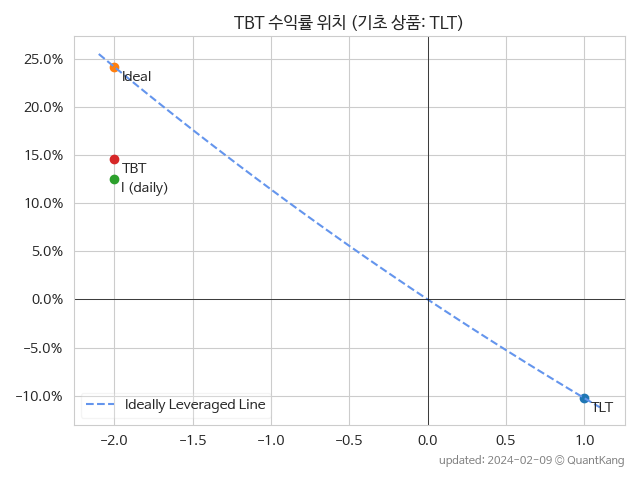 TBT 수익률 위치 (기초 상품: TLT)
25.0%
20.0%
15.0%
10.0%
5.0%
0.0%
−5.0%
−10.0%
Ideal
TBT
I (daily)
TLT
Ideally Leveraged Line
−2.0 −1.5 −1.0 −0.5 0.0 0.5 1.0
updated: 2024-02-09 © QuantKang